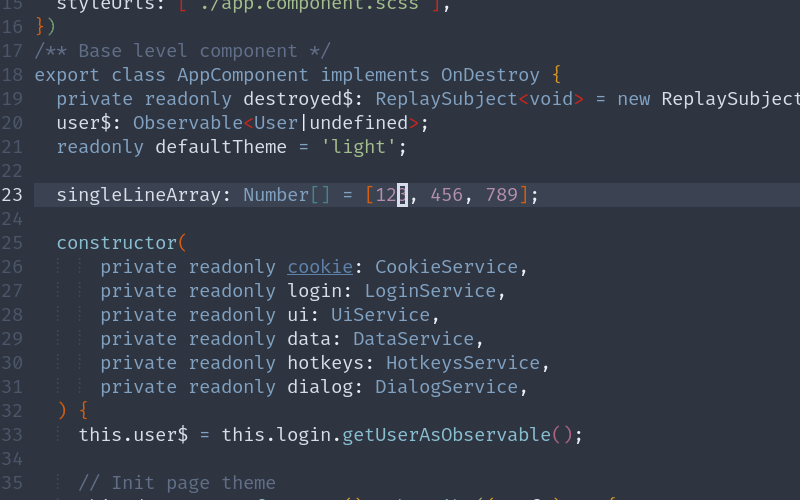 15 styleUrls: [ './app.component.scss' ],
16 })
17 /** Base level component */
18 export class AppComponent implements OnDestroy {
19 private readonly destroyed$: ReplaySubject<void> = new ReplaySubject
20 user$: Observable<User|undefined>;
21 readonly defaultTheme = 'light';
22
23 singleLineArray: Number[] = [123, 456, 789];
24
25 constructor(
26 private readonly cookie: CookieService,
27 private readonly login: LoginService,
28 private readonly ui: UiService,
29 private readonly data: DataService,
30 private readonly hotkeys: HotkeysService,
31 private readonly dialog: DialogService,
32 ) {
33 this.user$ = this.login.getUserAsObservable();
34
35 // Init page theme